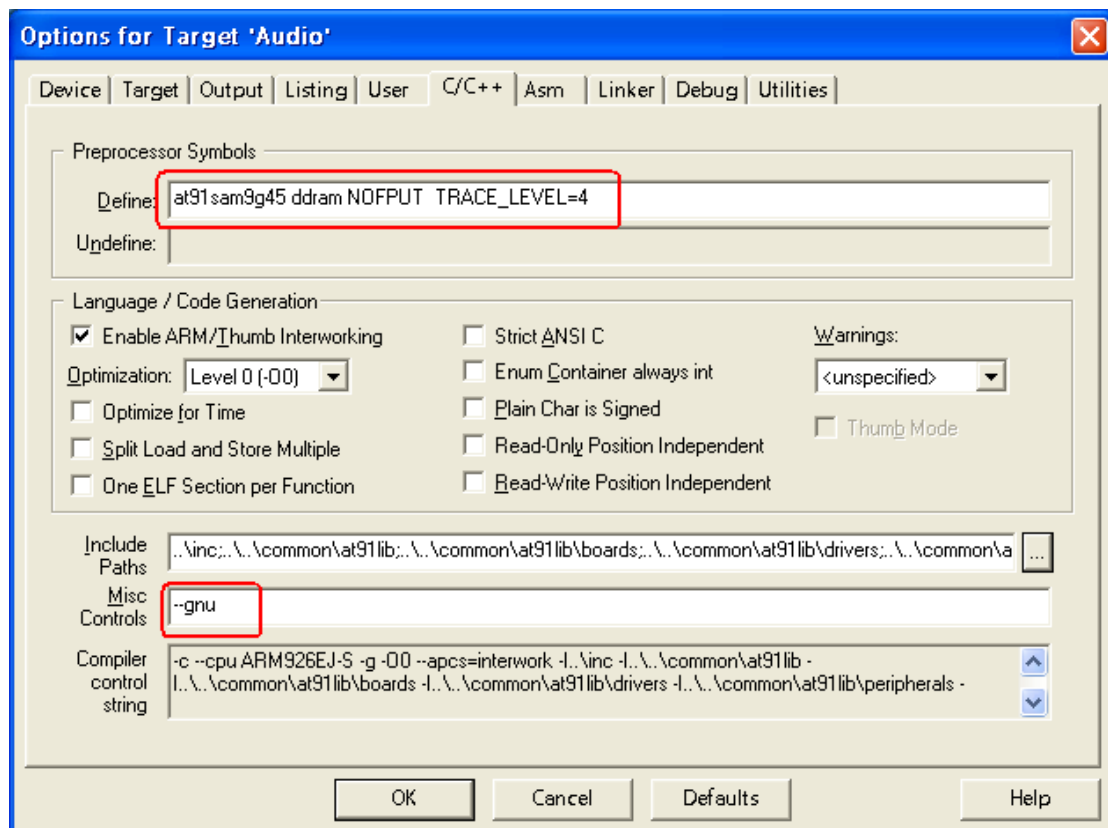 Options for Target 'Audio'
Device Target Output Listing User C/C++ Asm Linker Debug Utilities
Preprocessor Symbols
Define: at91sam9g45 ddram NOFPUT TRACE_LEVEL=4
Undefine:
Language / Code Generation
Enable ARM/Thumb Interworking
Optimization: Level 0 (-O0)
Optimize for Time
Split Load and Store Multiple
One ELF Section per Function
Strict ANSI C
Enum Container always int
Plain Char is Signed
Read-Only Position Independent
Read-Write Position Independent
Warnings:
<unspecified>
Thumb Mode
Include
Paths
..\inc;..\..\common\at91lib;..\..\common\at91lib\boards;..\..\common\at91lib\drivers;..\..\common\a ...
Misc
Controls
--gnu
Compiler
control
string
-c --cpu ARM926EJ-S -g -O0 --apcs=interwork -I..\inc -I..\..\common\at91lib -
I..\..\common\at91lib\boards -I..\..\common\at91lib\drivers -I..\..\common\at91lib\peripherals -
OK Cancel Defaults Help